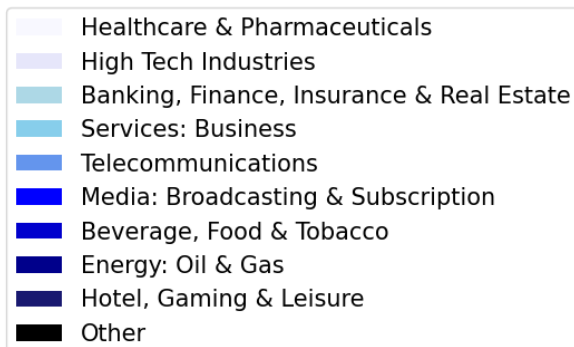 Healthcare & Pharmaceuticals
High Tech Industries
Banking, Finance, Insurance & Real Estate
Services: Business
Telecommunications
Media: Broadcasting & Subscription
Beverage, Food & Tobacco
Energy: Oil & Gas
Hotel, Gaming & Leisure
Other